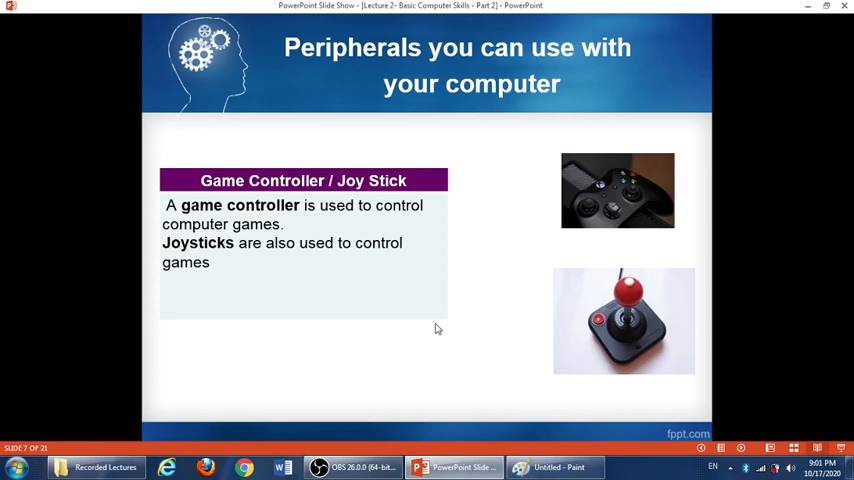 PowerPoint Slide Show - [Lecture 2- Basic Computer Skills - Part 2] - PowerPoint
Peripherals you can use with
your computer
Game Controller / Joy Stick
A game controller is used to control
computer games.
Joysticks are also used to control
games
fppt.com
SLIDE 7 OF 21
Recorded Lectures
OBS 26.0.0 (64-bit...
PowerPoint Slide ...
Untitled - Paint
EN
9:01 PM
10/17/2020